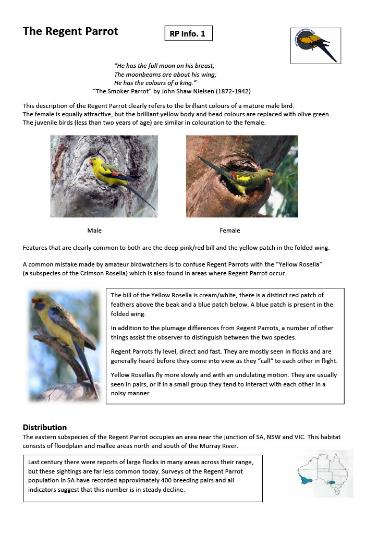 The Regent Parrot
RP Info. 1
"He has the full moon on his breast,
The moonbeams are about his wing;
He has the colours of a king."
"The Smoker Parrot" by John Shaw Nielsen (1872-1942)
This description of the Regent Parrot clearly refers to the brilliant colours of a mature male bird.
The female is equally attractive, but the brilliant yellow body and head colours are replaced with olive green
The juvenile birds (less than two years of age) are similar in colouration to the female.
Male
Female
Features that are clearly common to both are the deep pink/red bill and the yellow patch in the folded wing.
A common mistake made by amateur birdwatchers is to confuse Regent Parrots with the "Yellow Rosella"
(a subspecies of the Crimson Rosella) which is also found in areas where Regent Parrot occur.
The bill of the Yellow Rosella is cream/white, there is a distinct red patch of
feathers above the beak and a blue patch below. A blue patch is present in the
folded wing.
In addition to the plumage differences from Regent Parrots, a number of other
things assist the observer to distinguish between the two species.
Regent Parrots fly level, direct and fast. They are mostly seen in flocks and are
generally heard before they come into view as they "call" to each other in flight.
Yellow Rosellas fly more slowly and with an undulating motion. They are usually
seen in pairs, or if in a small group they tend to interact with each other in a
noisy manner.
Distribution
The eastern subspecies of the Regent Parrot occupies an area near the junction of SA, NSW and VIC. This habitat
consists of floodplain and mallee areas north and south of the Murray River.
Last century there were reports of large flocks in many areas across their range,
but these sightings are far less common today. Surveys of the Regent Parrot
population in SA have recorded approximately 400 breeding pairs and all
indicators suggest that this number is in steady decline.